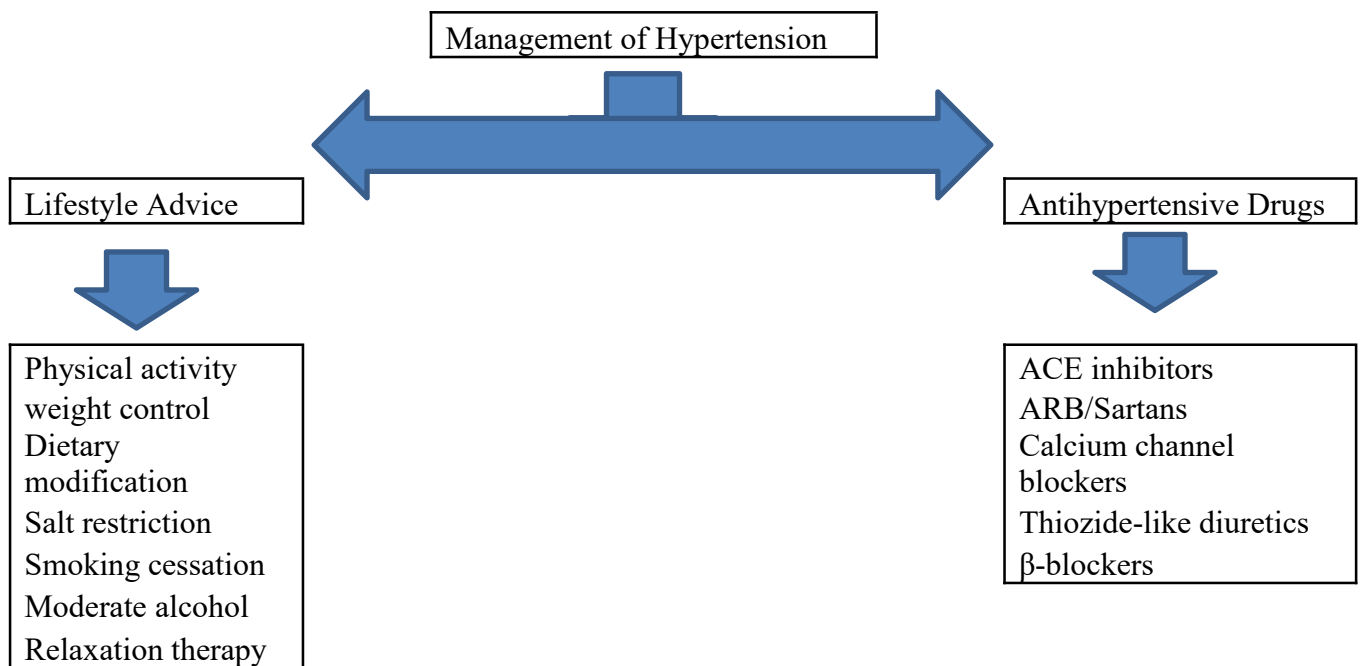 Management of Hypertension
Lifestyle Advice
Antihypertensive Drugs
Physical activity
weight control
Dietary
modification
Salt restriction
Smoking cessation
Moderate alcohol
Relaxation therapy
ACE inhibitors
ARB/Sartans
Calcium channel
blockers
Thiozide-like diuretics
β-blockers